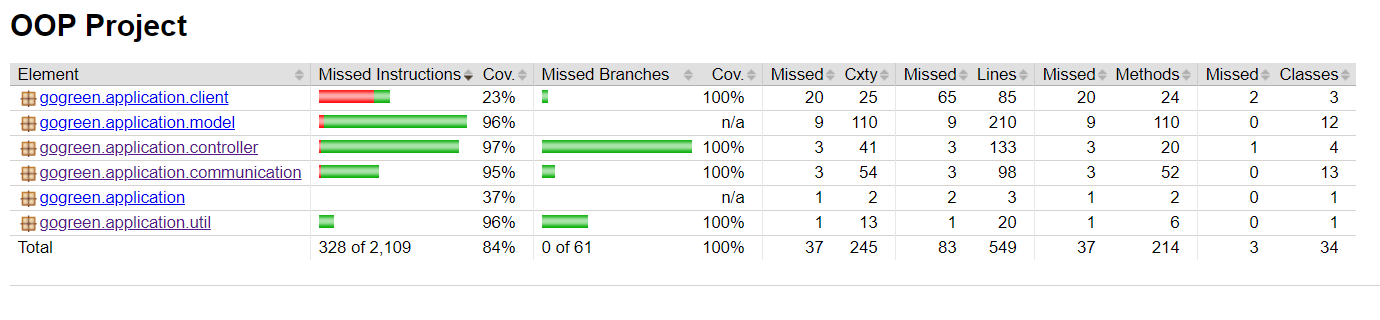 OOP Project
Element Missed Instructions Cov. Missed Branches Cov. Missed Cxty Missed Lines Missed Methods Missed Classes
gogreen.application.client 23% 100% 20 25 65 85 20 24 2 3
gogreen.application.model 96% n/a 9 110 9 210 9 110 0 12
gogreen.application.controller 97% 100% 3 41 3 133 3 20 1 4
gogreen.application.communication 95% 100% 3 54 3 98 3 52 0 13
gogreen.application 37% n/a 1 2 2 3 1 2 0 1
gogreen.application.util 96% 100% 1 13 1 20 1 6 0 1
Total 328 of 2,109 84% 0 of 61 100% 37 245 83 549 37 214 3 34